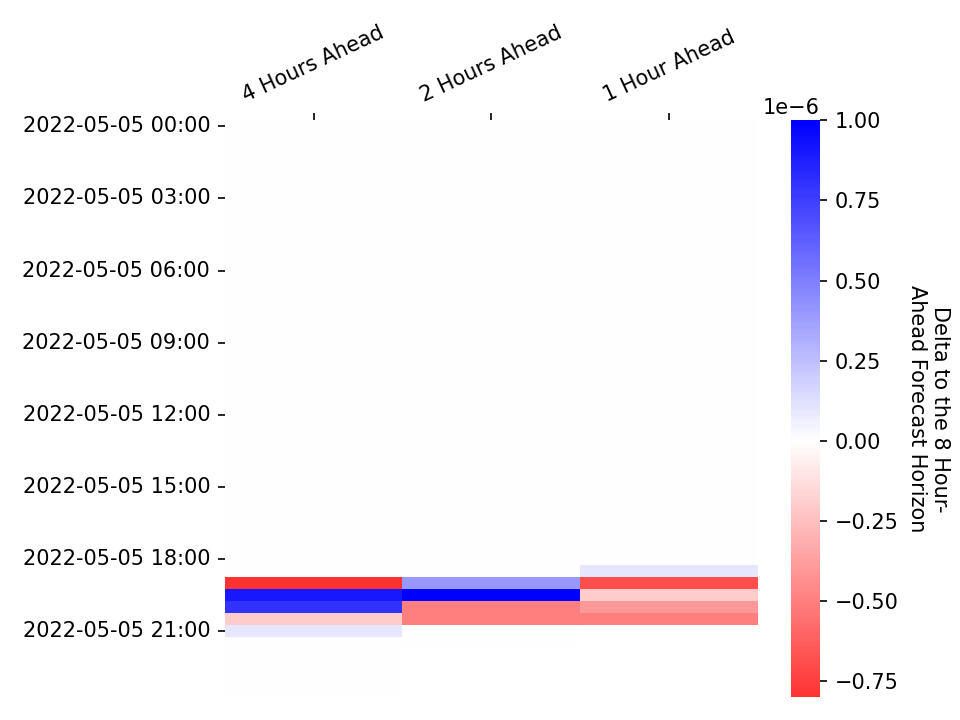 4 Hours Ahead
2 Hours Ahead
1 Hour Ahead
2022-05-05 00:00
2022-05-05 03:00
2022-05-05 06:00
2022-05-05 09:00
2022-05-05 12:00
2022-05-05 15:00
2022-05-05 18:00
2022-05-05 21:00
1e−6
1.00
0.75
0.50
0.25
0.00
−0.25
−0.50
−0.75
Delta to the 8 Hour-
Ahead Forecast Horizon